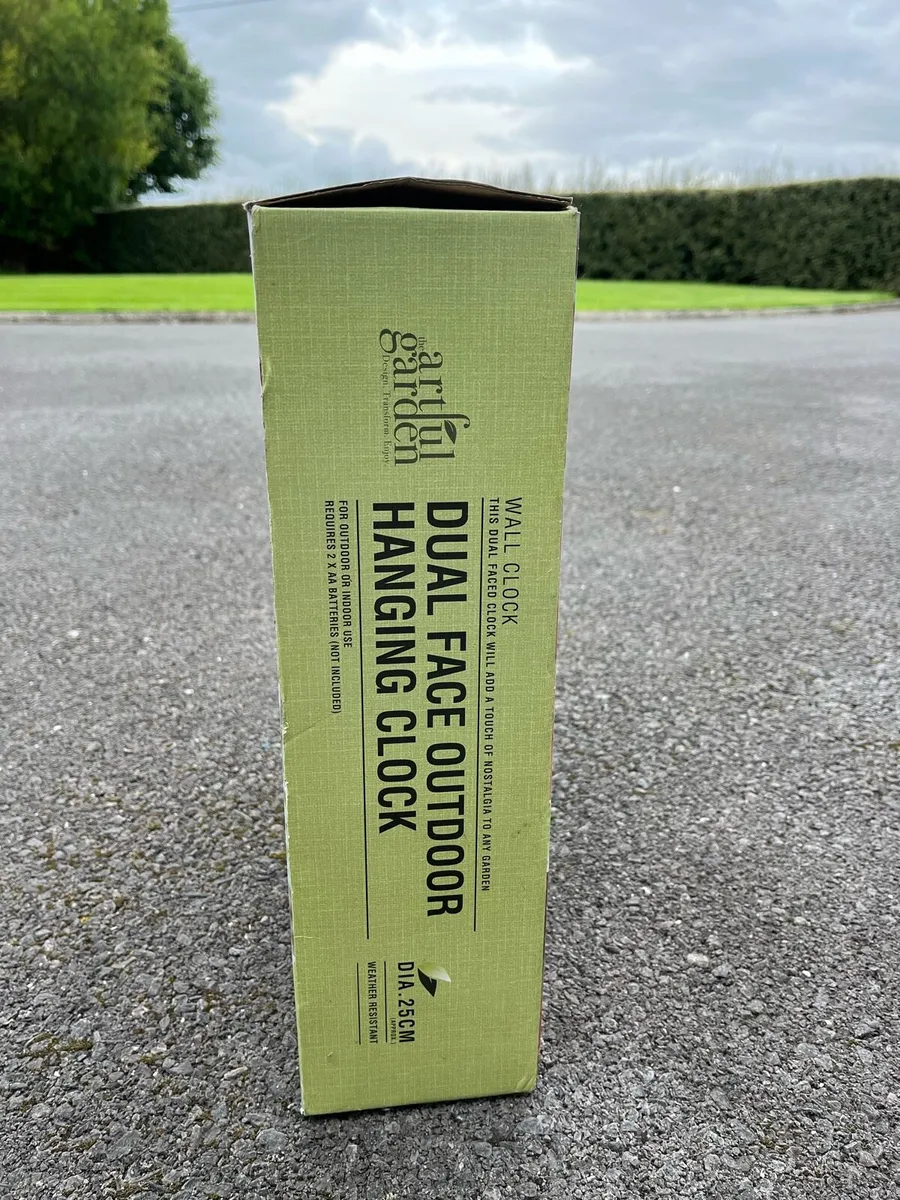 the artful
garden
Design. Transform. Enjoy
WALL CLOCK
THIS DUAL FACED CLOCK WILL ADD A TOUCH OF NOSTALGIA TO ANY GARDEN
DUAL FACE OUTDOOR
HANGING CLOCK
FOR OUTDOOR OR INDOOR USE
REQUIRES 2 X AA BATTERIES (NOT INCLUDED)
DIA.25CM
(APPROX.)
WEATHER RESISTANT